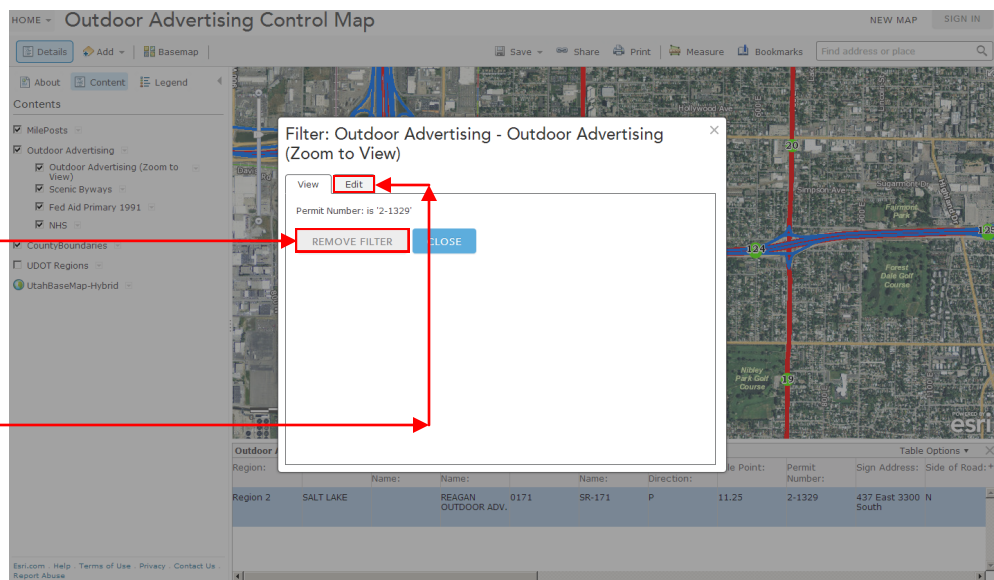 HOME Outdoor Advertising Control Map NEW MAP SIGN IN
Details Add Basemap Save Share Print Measure Bookmarks Find address or place
About Content Legend
Contents
MilePosts
Outdoor Advertising
Outdoor Advertising (Zoom to
View)
Scenic Byways
Fed Aid Primary 1991
NHS
CountyBoundaries
UDOT Regions
UtahBaseMap-Hybrid
Hollywood Ave
20
Simpson Ave
Sugarmont Dr
Highland Dr
Fairmont
Park
124
125
Forest
Dale Golf
Course
Nibley
Park Golf
Course
19
POWERED BY
esri
Filter: Outdoor Advertising - Outdoor Advertising
(Zoom to View)
View Edit
Permit Number: is '2-1329'
REMOVE FILTER CLOSE
Outdoor Table Options
Region: Name: Name: Name: Direction: Point: Permit Number: Sign Address: Side of Road:
Region 2 SALT LAKE REAGAN OUTDOOR ADV. 0171 SR-171 P 11.25 2-1329 437 East 3300 South N
Esri.com . Help . Terms of Use . Privacy . Contact Us .
Report Abuse